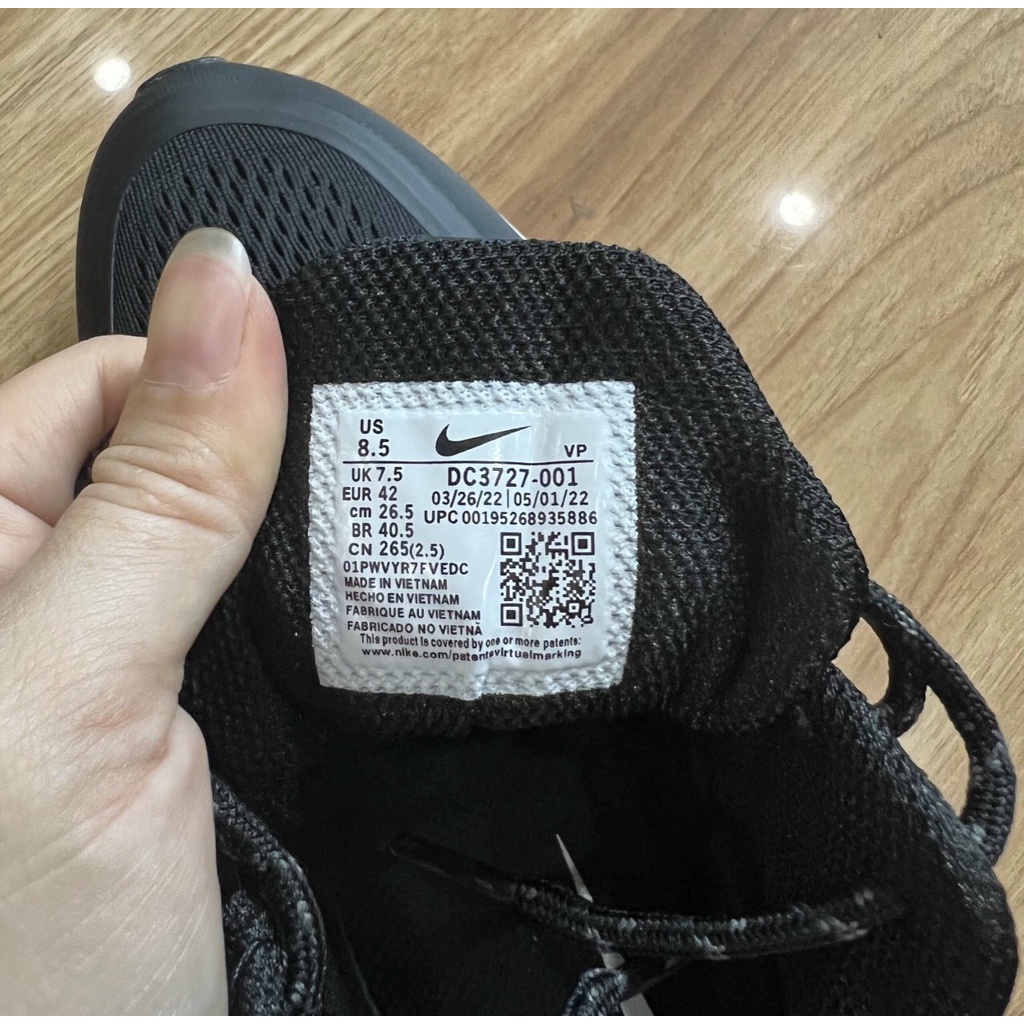 US
8.5
VP
UK 7.5
DC3727-001
EUR 42
03/26/22|05/01/22
cm 26.5
UPC 00195268935886
BR 40.5
CN 265(2.5)
01PWVYR7FVEDC
MADE IN VIETNAM
HECHO EN VIETNAM
FABRIQUE AU VIETNAM
FABRICADO NO VIETNÃ
This product is covered by one or more patents:
www.nike.com/patentsvirtualmarking